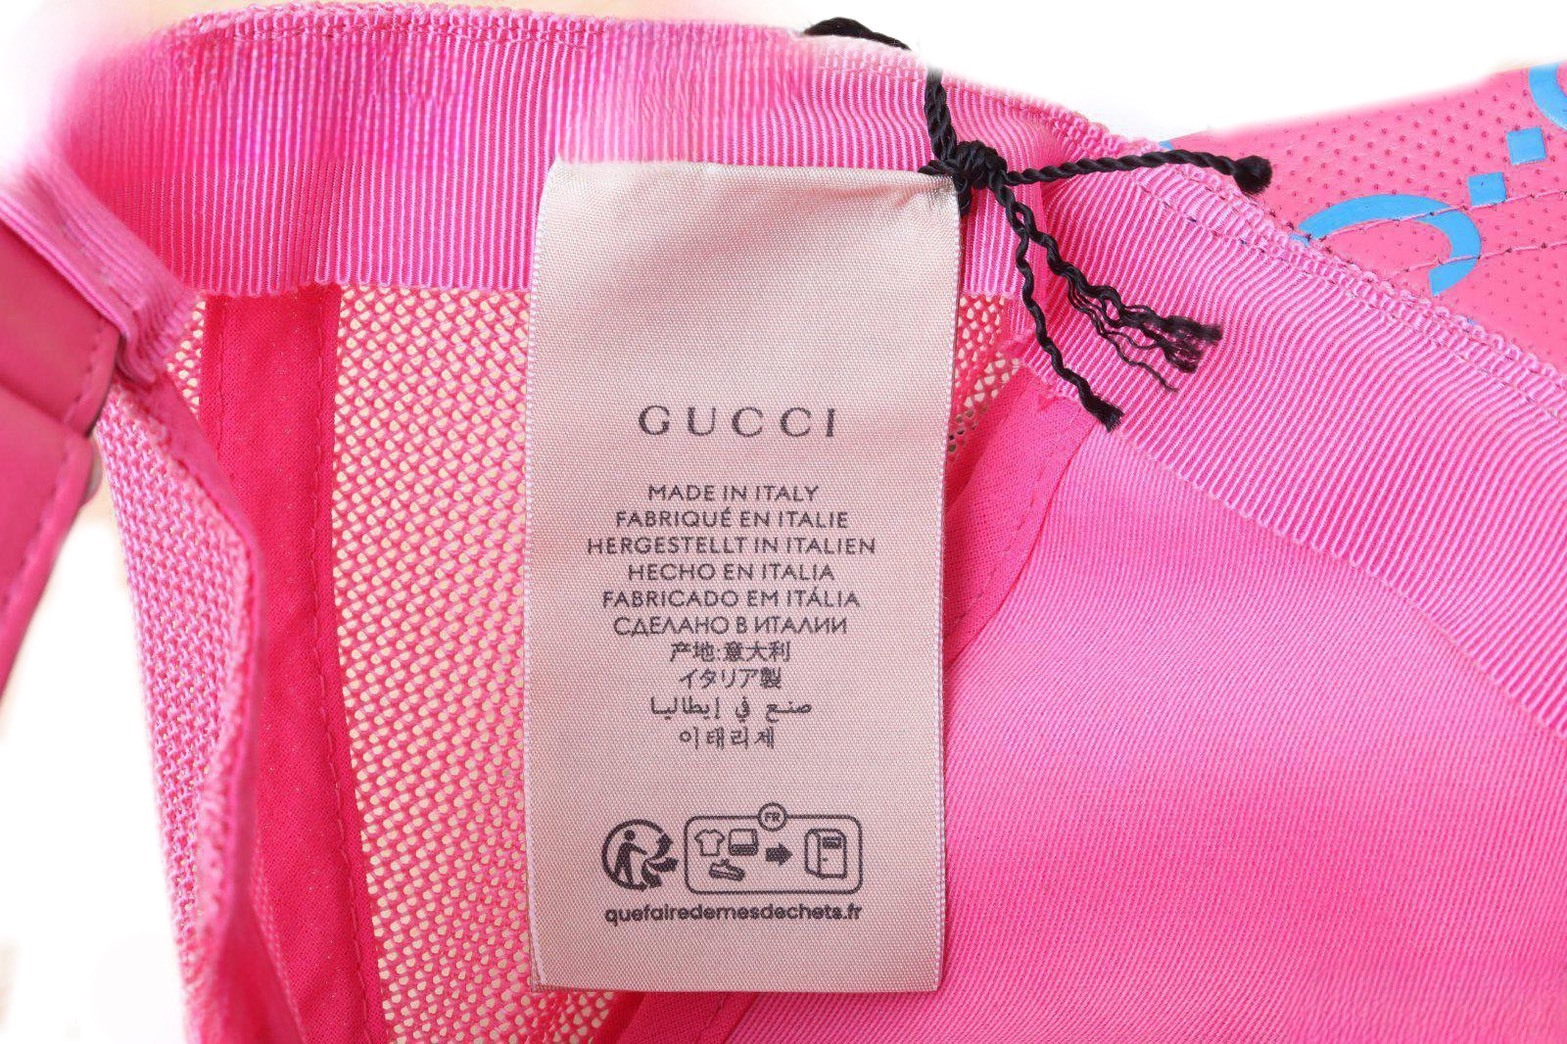 GUCCI
MADE IN ITALY
FABRIQUÉ EN ITALIE
HERGESTELLT IN ITALIEN
HECHO EN ITALIA
FABRICADO EM ITÁLIA
СДЕЛАНО В ИТАЛИИ
产地:意大利
イタリア製
صنع في إيطاليا
이태리제
FR
quefairedemesdechets.fr